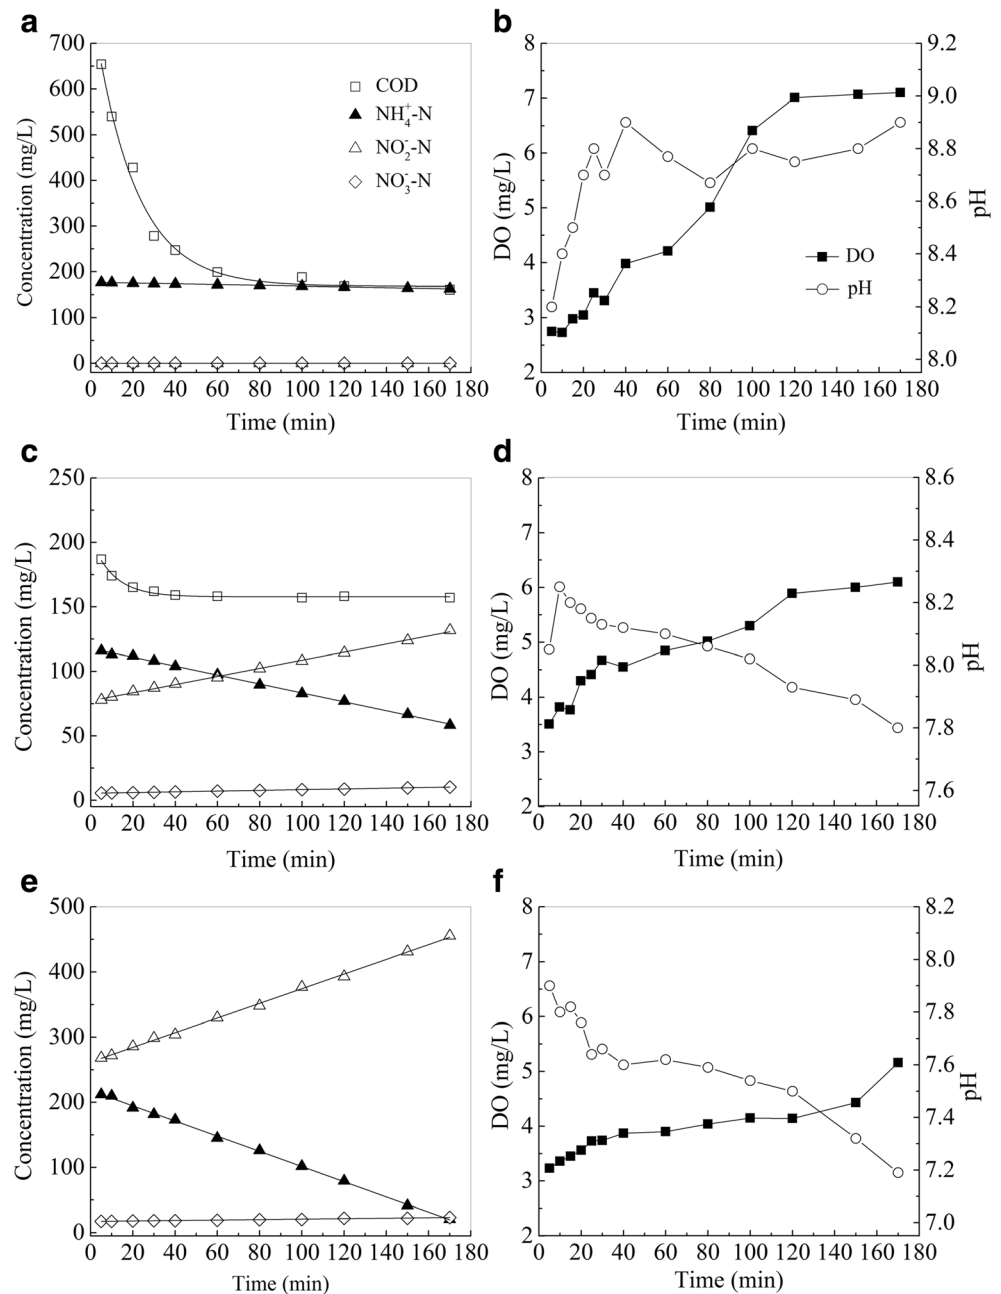 a
700
600
500
400
300
200
100
0
Concentration (mg/L)
COD
NH₄⁺-N
NO₂⁻-N
NO₃⁻-N
0 20 40 60 80 100 120 140 160 180
Time (min)
b
8
7
6
5
4
3
2
DO (mg/L)
9.2
9.0
8.8
8.6
8.4
8.2
8.0
pH
DO
pH
0 20 40 60 80 100 120 140 160 180
Time (min)
c
250
200
150
100
50
0
Concentration (mg/L)
0 20 40 60 80 100 120 140 160 180
Time (min)
d
8
7
6
5
4
3
2
DO (mg/L)
8.6
8.4
8.2
8.0
7.8
7.6
pH
0 20 40 60 80 100 120 140 160 180
Time (min)
e
500
400
300
200
100
0
Concentration (mg/L)
0 20 40 60 80 100 120 140 160 180
Time (min)
f
8
7
6
5
4
3
2
DO (mg/L)
8.2
8.0
7.8
7.6
7.4
7.2
7.0
pH
0 20 40 60 80 100 120 140 160 180
Time (min)